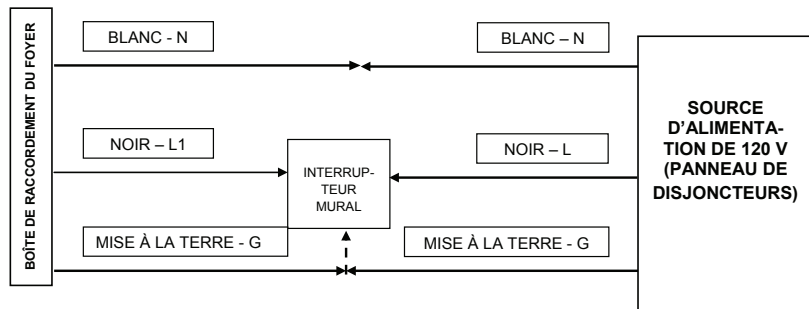 BOÎTE DE RACCORDEMENT DU FOYER
BLANC - N
BLANC – N
NOIR – L1
INTERRUP-
TEUR
MURAL
NOIR – L
MISE À LA TERRE - G
MISE À LA TERRE - G
SOURCE
D’ALIMENTA-
TION DE 120 V
(PANNEAU DE
DISJONCTEURS)